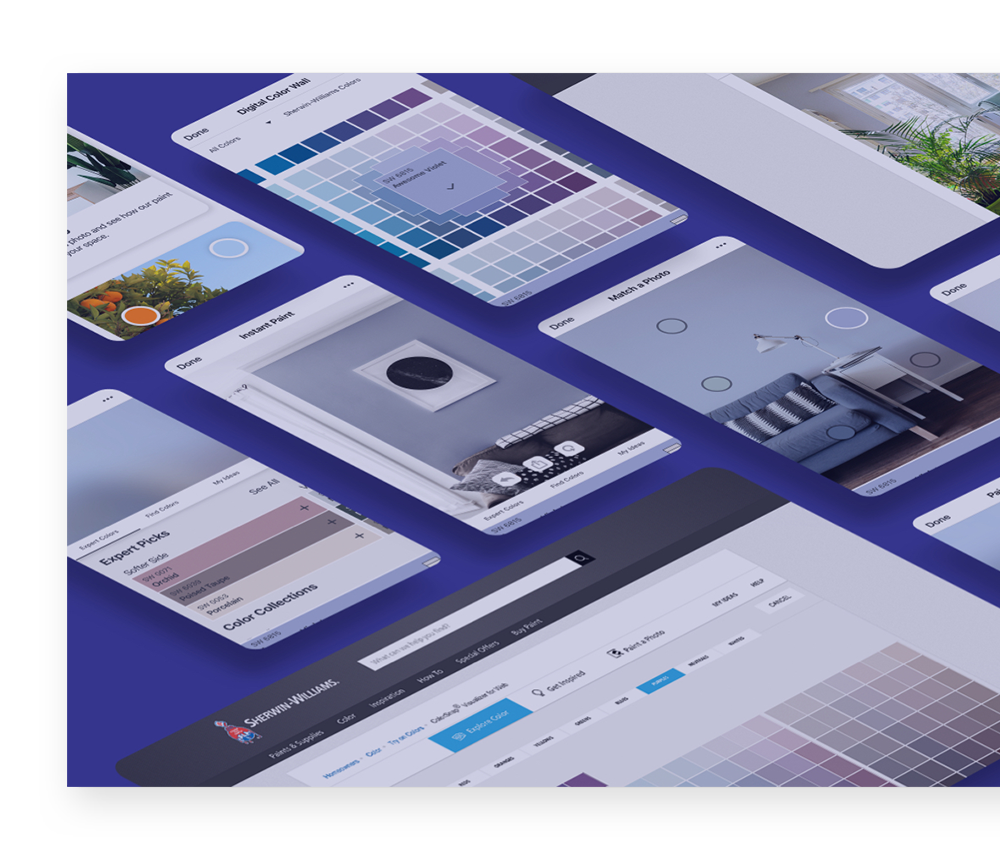 Digital Color Wall
Done
Sherwin-Williams Colors
All Colors
SW 6815
Awesome Violet
SW 6815
photo and see how our paint
your space.
Instant Paint
Done
Expert Colors
Find Colors
My Ideas
SW 6815
Match a Photo
Done
SW 6815
Done
Done
Expert Colors
Find Colors
My Ideas
Expert Picks
See All
Softer Side
SW 0071
Orchid
Poised Taupe
SW 0053
Porcelain
Color Collections
SW 6815
What can we help you find?
SHERWIN-WILLIAMS.
Paints & Supplies
Color
Inspiration
How To
Special Offers
Buy Paint
Homeowners
Color
Try on Colors
ColorSnap® Visualizer for Web
MY IDEAS
HELP
Explore Color
Get Inspired
Paint a Photo
CANCEL
REDS
ORANGES
YELLOWS
GREENS
BLUES
PURPLES
NEUTRALS
WHITES